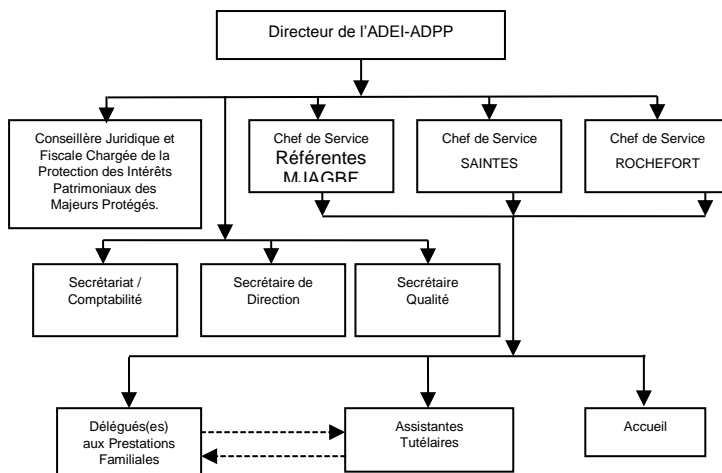 Directeur de l'ADEI-ADPP
Conseillère Juridique et
Fiscale Chargée de la
Protection des Intérêts
Patrimoniaux des
Majeurs Protégés.
Chef de Service
Référentes
MJAGBF
Chef de Service
SAINTES
Chef de Service
ROCHEFORT
Secrétariat /
Comptabilité
Secrétaire de
Direction
Secrétaire
Qualité
Délégués(es)
aux Prestations
Familiales
Assistantes
Tutélaires
Accueil